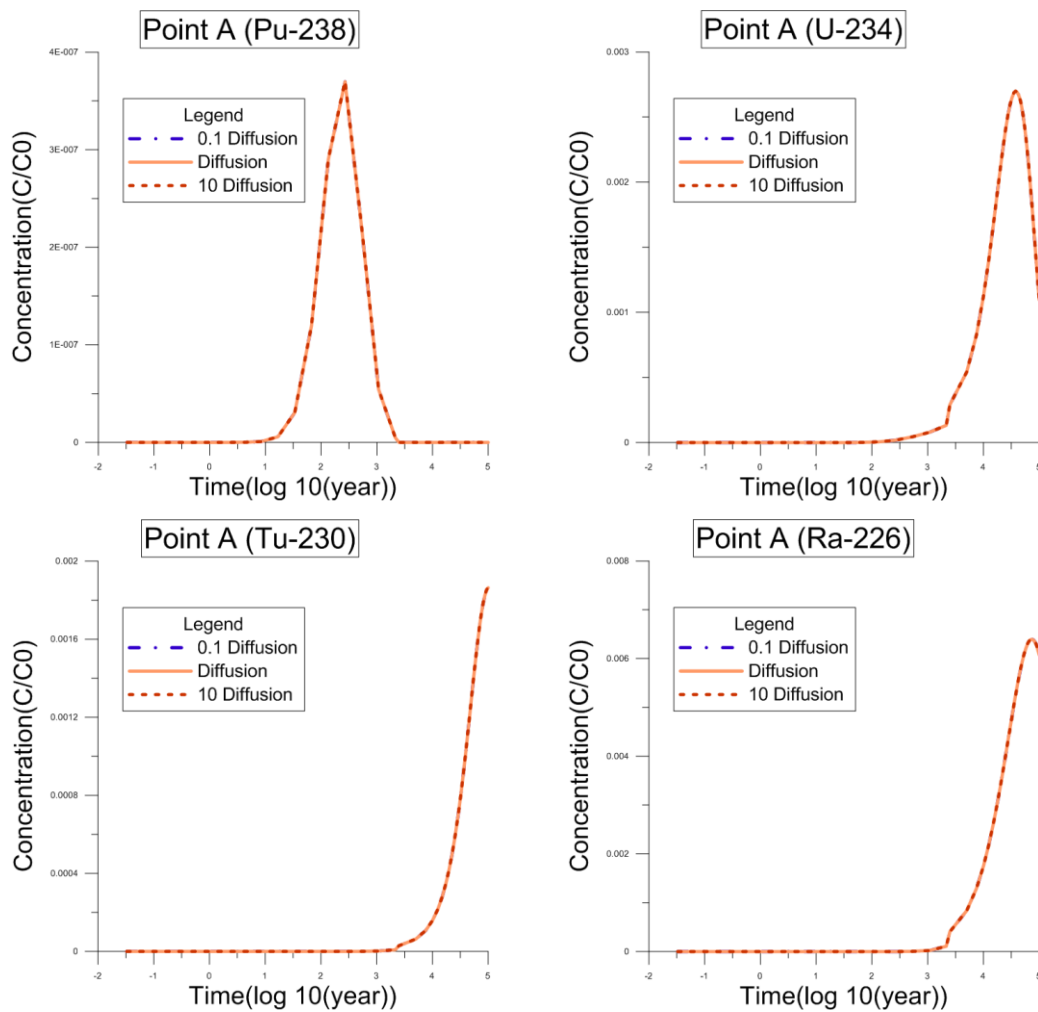 Point A (Pu-238)
4E-007
3E-007
2E-007
1E-007
0
Concentration(C/C0)
Legend
0.1 Diffusion
Diffusion
10 Diffusion
-2 -1 0 1 2 3 4 5
Time(log 10(year))
Point A (U-234)
0.003
0.002
0.001
0
Concentration(C/C0)
Legend
0.1 Diffusion
Diffusion
10 Diffusion
-2 -1 0 1 2 3 4 5
Time(log 10(year))
Point A (Tu-230)
0.002
0.0016
0.0012
0.0008
0.0004
0
Concentration(C/C0)
Legend
0.1 Diffusion
Diffusion
10 Diffusion
-2 -1 0 1 2 3 4 5
Time(log 10(year))
Point A (Ra-226)
0.008
0.006
0.004
0.002
0
Concentration(C/C0)
Legend
0.1 Diffusion
Diffusion
10 Diffusion
-2 -1 0 1 2 3 4 5
Time(log 10(year))